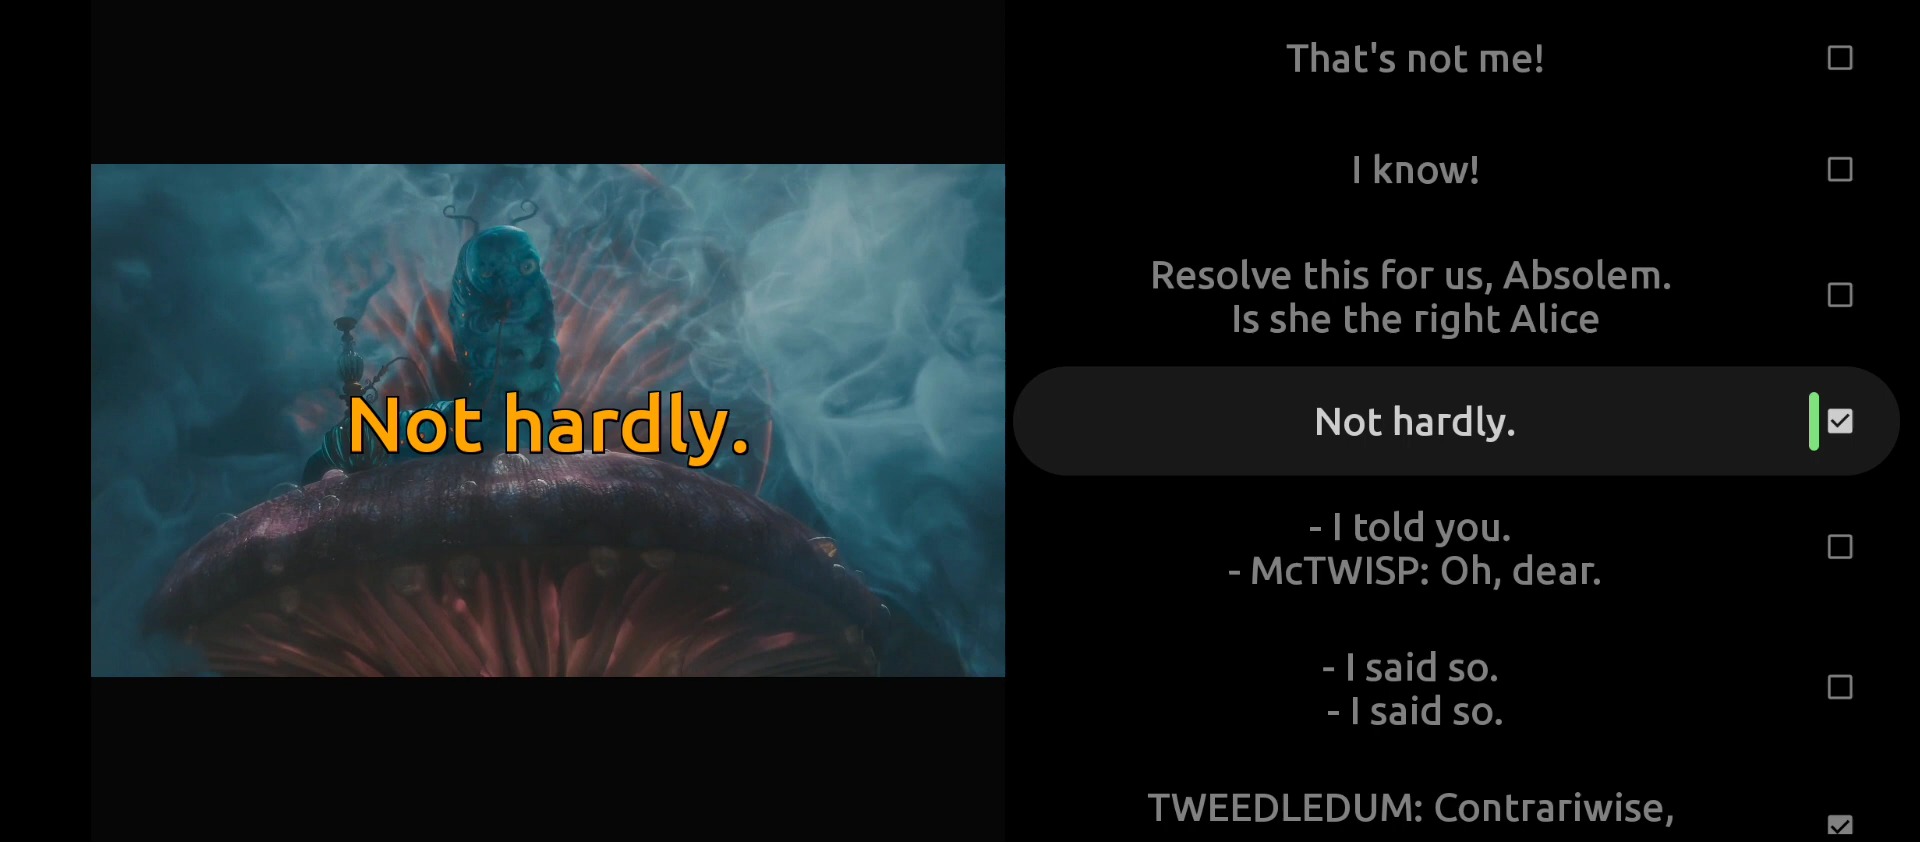 Not hardly.
That's not me!
I know!
Resolve this for us, Absolem.
Is she the right Alice
Not hardly.
- I told you.
- McTWISP: Oh, dear.
- I said so.
- I said so.
TWEEDLEDUM: Contrariwise,